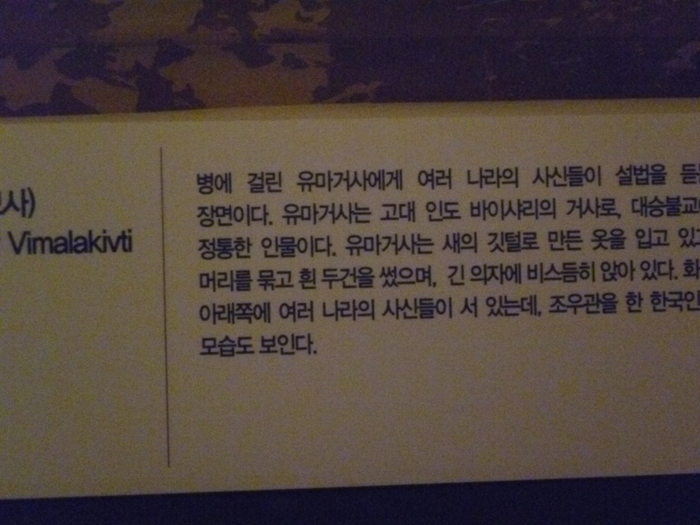 사)
Vimalakivti
병에 걸린 유마거사에게 여러 나라의 사신들이 설법을
장면이다. 유마거사는 고대 인도 바이샤리의 거사로, 대승불교
정통한 인물이다. 유마거사는 새의 깃털로 만든 옷을 입고 있
머리를 묶고 흰 두건을 썼으며, 긴 의자에 비스듬히 앉아 있다.
아래쪽에 여러 나라의 사신들이 서 있는데, 조우관을 한 한국인
모습도 보인다.